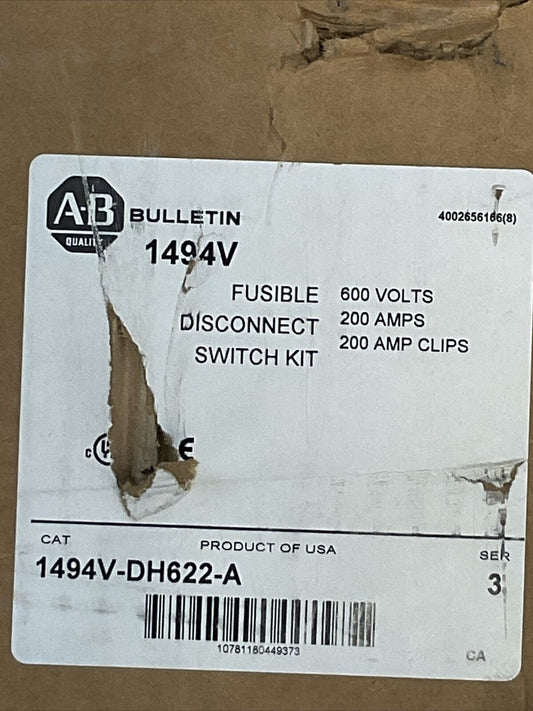 A-B
QUALITY
BULLETIN
1494V
4002656166(8)
FUSIBLE
DISCONNECT
SWITCH KIT
600 VOLTS
200 AMPS
200 AMP CLIPS
C
CAT
PRODUCT OF USA
SER
1494V-DH622-A
3
10781180449373
CA